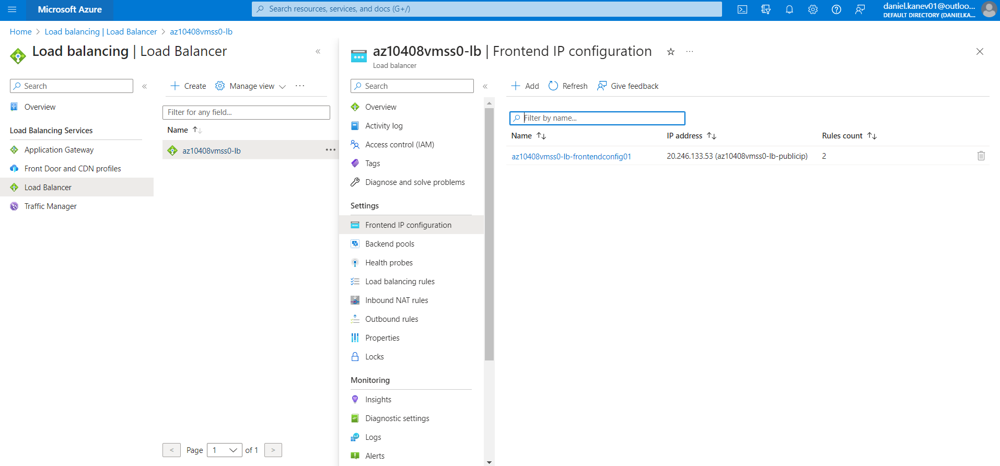 Microsoft Azure
Search resources, services, and docs (G+/)
daniel.kanev01@outloo...
DEFAULT DIRECTORY (DANIELKA...
Home > Load balancing | Load Balancer > az10408vmss0-lb
Load balancing | Load Balancer
«
Search
«
Overview
Load Balancing Services
Application Gateway
Front Door and CDN profiles
Load Balancer
Traffic Manager
Create
Manage view
...
Filter for any field...
Name ↑↓
az10408vmss0-lb
...
< Page 1 of 1 >
az10408vmss0-lb | Frontend IP configuration
...
Load balancer
Search
«
Overview
Activity log
Access control (IAM)
Tags
Diagnose and solve problems
Settings
Frontend IP configuration
Backend pools
Health probes
Load balancing rules
Inbound NAT rules
Outbound rules
Properties
Locks
Monitoring
Insights
Diagnostic settings
Logs
Alerts
Add
Refresh
Give feedback
Filter by name...
Name ↑↓ IP address ↑↓ Rules count ↑↓
az10408vmss0-lb-frontendconfig01 20.246.133.53 (az10408vmss0-lb-publicip) 2